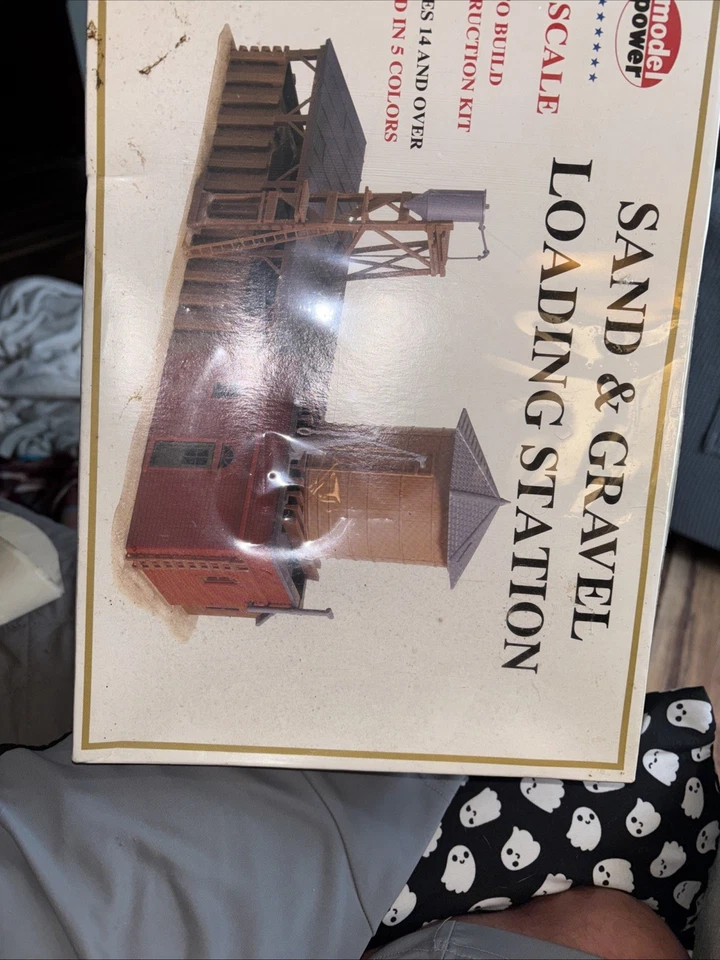 model
power
SCALE
O BUILD
RUCTION KIT
ES 14 AND OVER
D IN 5 COLORS
SAND & GRAVEL
LOADING STATION